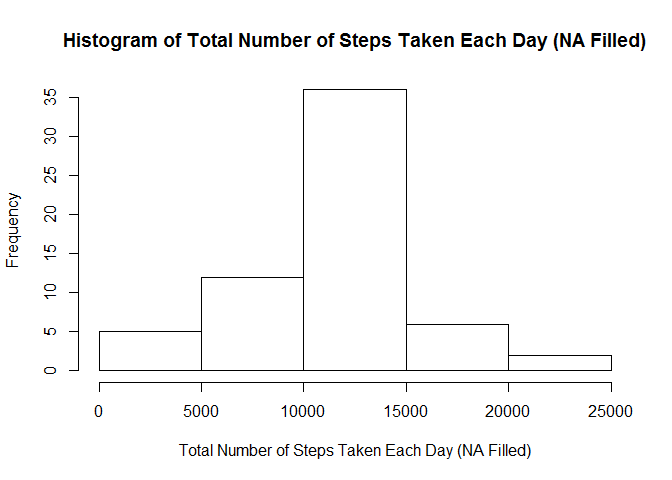 Histogram of Total Number of Steps Taken Each Day (NA Filled)
Frequency
35
30
25
20
15
10
5
0
0 5000 10000 15000 20000 25000
Total Number of Steps Taken Each Day (NA Filled)